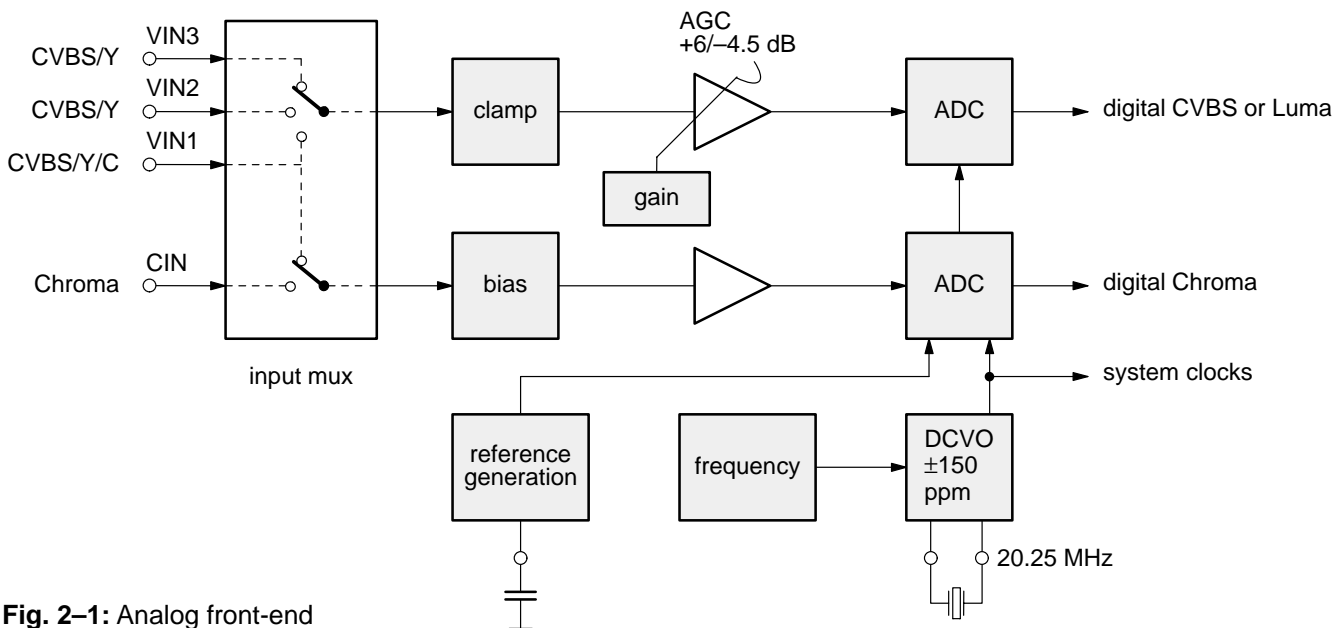 AGC
+6/–4.5 dB
CVBS/Y
VIN3
CVBS/Y
VIN2
CVBS/Y/C
VIN1
clamp
ADC
digital CVBS or Luma
gain
Chroma
CIN
bias
ADC
digital Chroma
input mux
system clocks
reference
generation
frequency
DCVO
±150
ppm
20.25 MHz
Fig. 2–1: Analog front-end